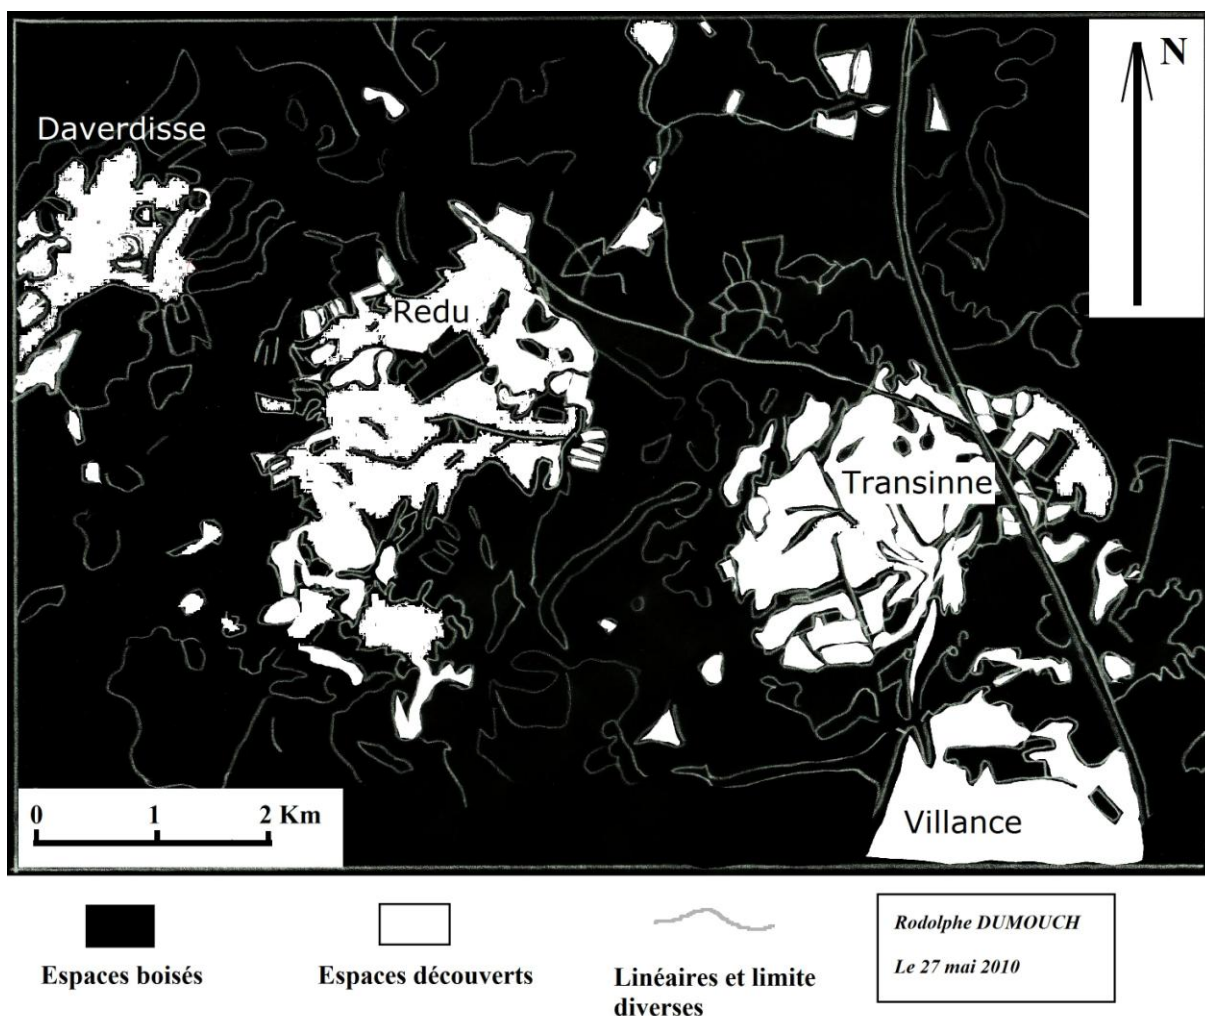 N
Daverdisse
Redu
Transinne
Villance
0 1 2 Km
Espaces boisés
Espaces découverts
Linéaires et limite
diverses
Rodolphe DUMOUCH
Le 27 mai 2010